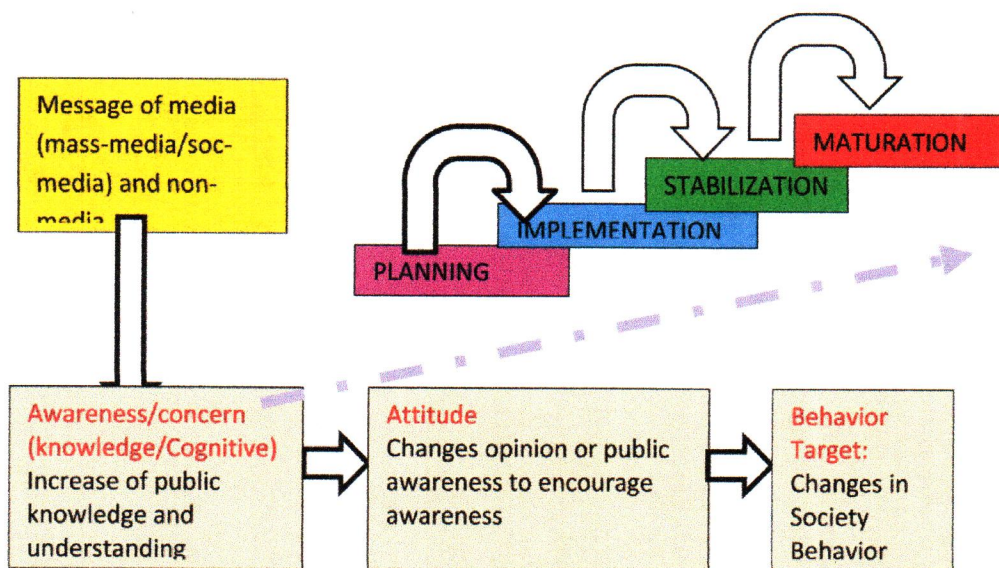 Message of media
(mass-media/soc-
media) and non-
media
MATURATION
STABILIZATION
IMPLEMENTATION
PLANNING
Awareness/concern
(knowledge/Cognitive)
Increase of public
knowledge and
understanding
Attitude
Changes opinion or public
awareness to encourage
awareness
Behavior
Target:
Changes in
Society
Behavior